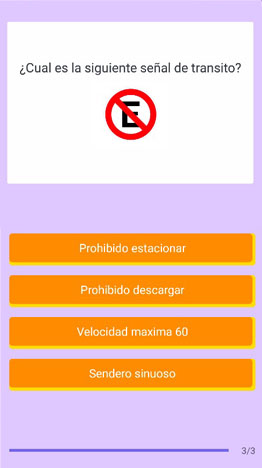 ¿Cual es la siguiente señal de transito?
E
Prohibido estacionar
Prohibido descargar
Velocidad maxima 60
Sendero sinuoso
3/3